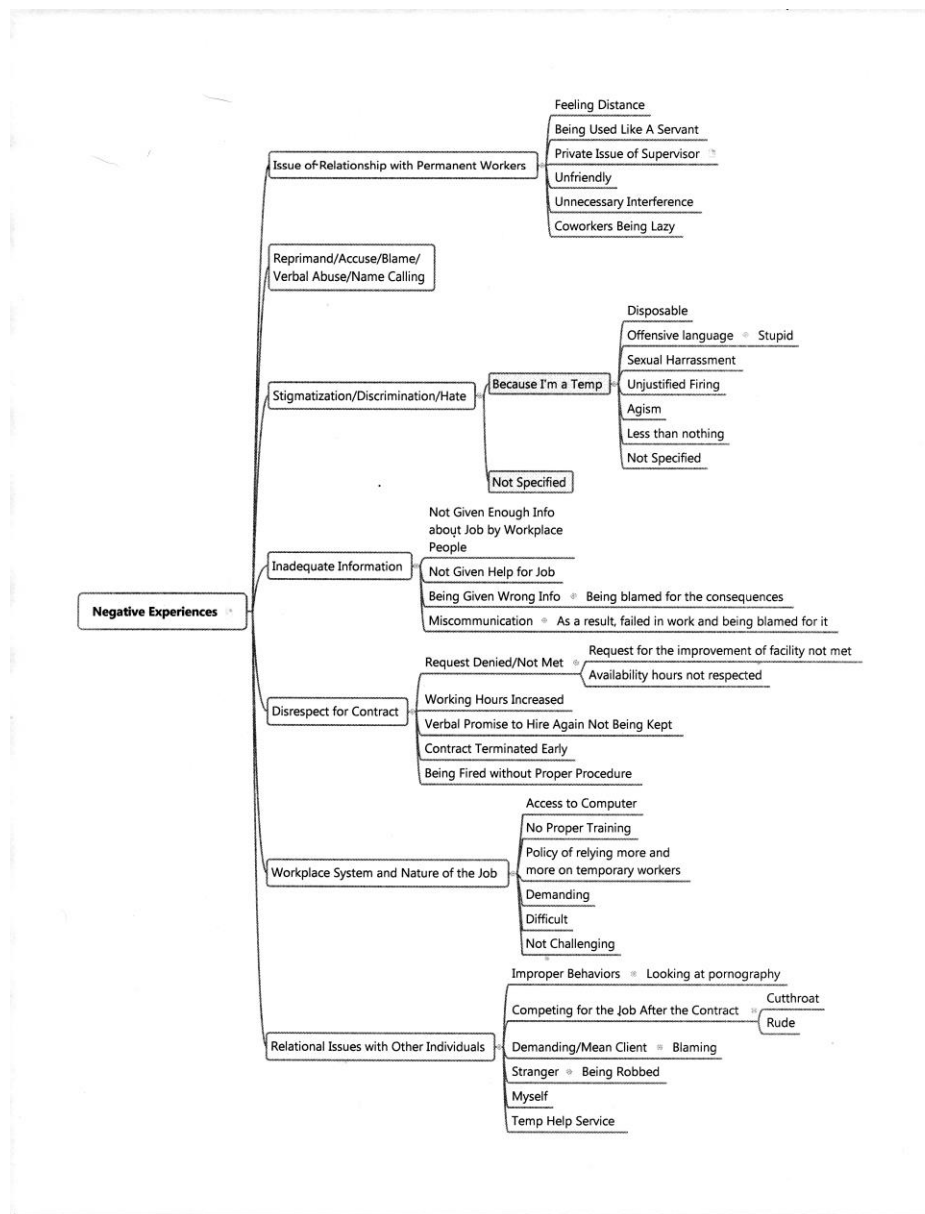 Negative Experiences
Issue of Relationship with Permanent Workers
Feeling Distance
Being Used Like A Servant
Private Issue of Supervisor
Unfriendly
Unnecessary Interference
Coworkers Being Lazy
Reprimand/Accuse/Blame/
Verbal Abuse/Name Calling
Stigmatization/Discrimination/Hate
Because I'm a Temp
Disposable
Offensive language
Stupid
Sexual Harrassment
Unjustified Firing
Agism
Less than nothing
Not Specified
Not Specified
Inadequate Information
Not Given Enough Info
about Job by Workplace
People
Not Given Help for Job
Being Given Wrong Info
Being blamed for the consequences
Miscommunication
As a result, failed in work and being blamed for it
Disrespect for Contract
Request Denied/Not Met
Request for the improvement of facility not met
Availability hours not respected
Working Hours Increased
Verbal Promise to Hire Again Not Being Kept
Contract Terminated Early
Being Fired without Proper Procedure
Workplace System and Nature of the Job
Access to Computer
No Proper Training
Policy of relying more and
more on temporary workers
Demanding
Difficult
Not Challenging
Relational Issues with Other Individuals
Improper Behaviors
Looking at pornography
Competing for the Job After the Contract
Cutthroat
Rude
Demanding/Mean Client
Blaming
Stranger
Being Robbed
Myself
Temp Help Service